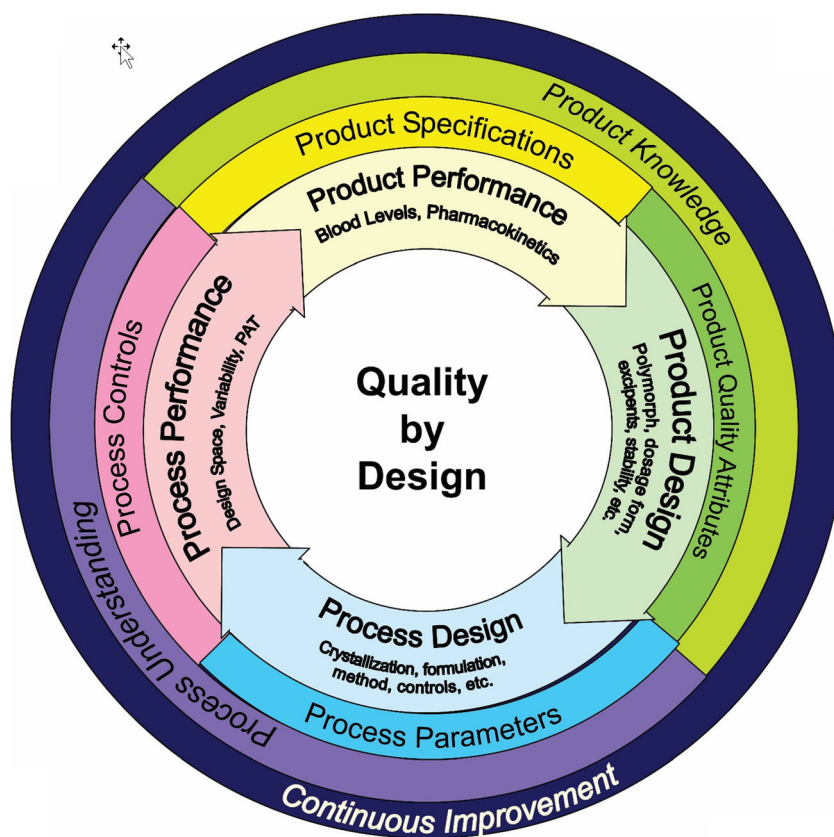 Product Knowledge
Product Specifications
Product Performance
Blood Levels, Pharmacokinetics
Product Quality Attributes
Product Design
Polymorph, dosage form,
excipents, stability, etc.
Quality
by
Design
Process Controls
Process Performance
Design Space, Variability, PAT
Process Design
Crystallization, formulation,
method, controls, etc.
Process Parameters
Process Understanding
Continuous Improvement